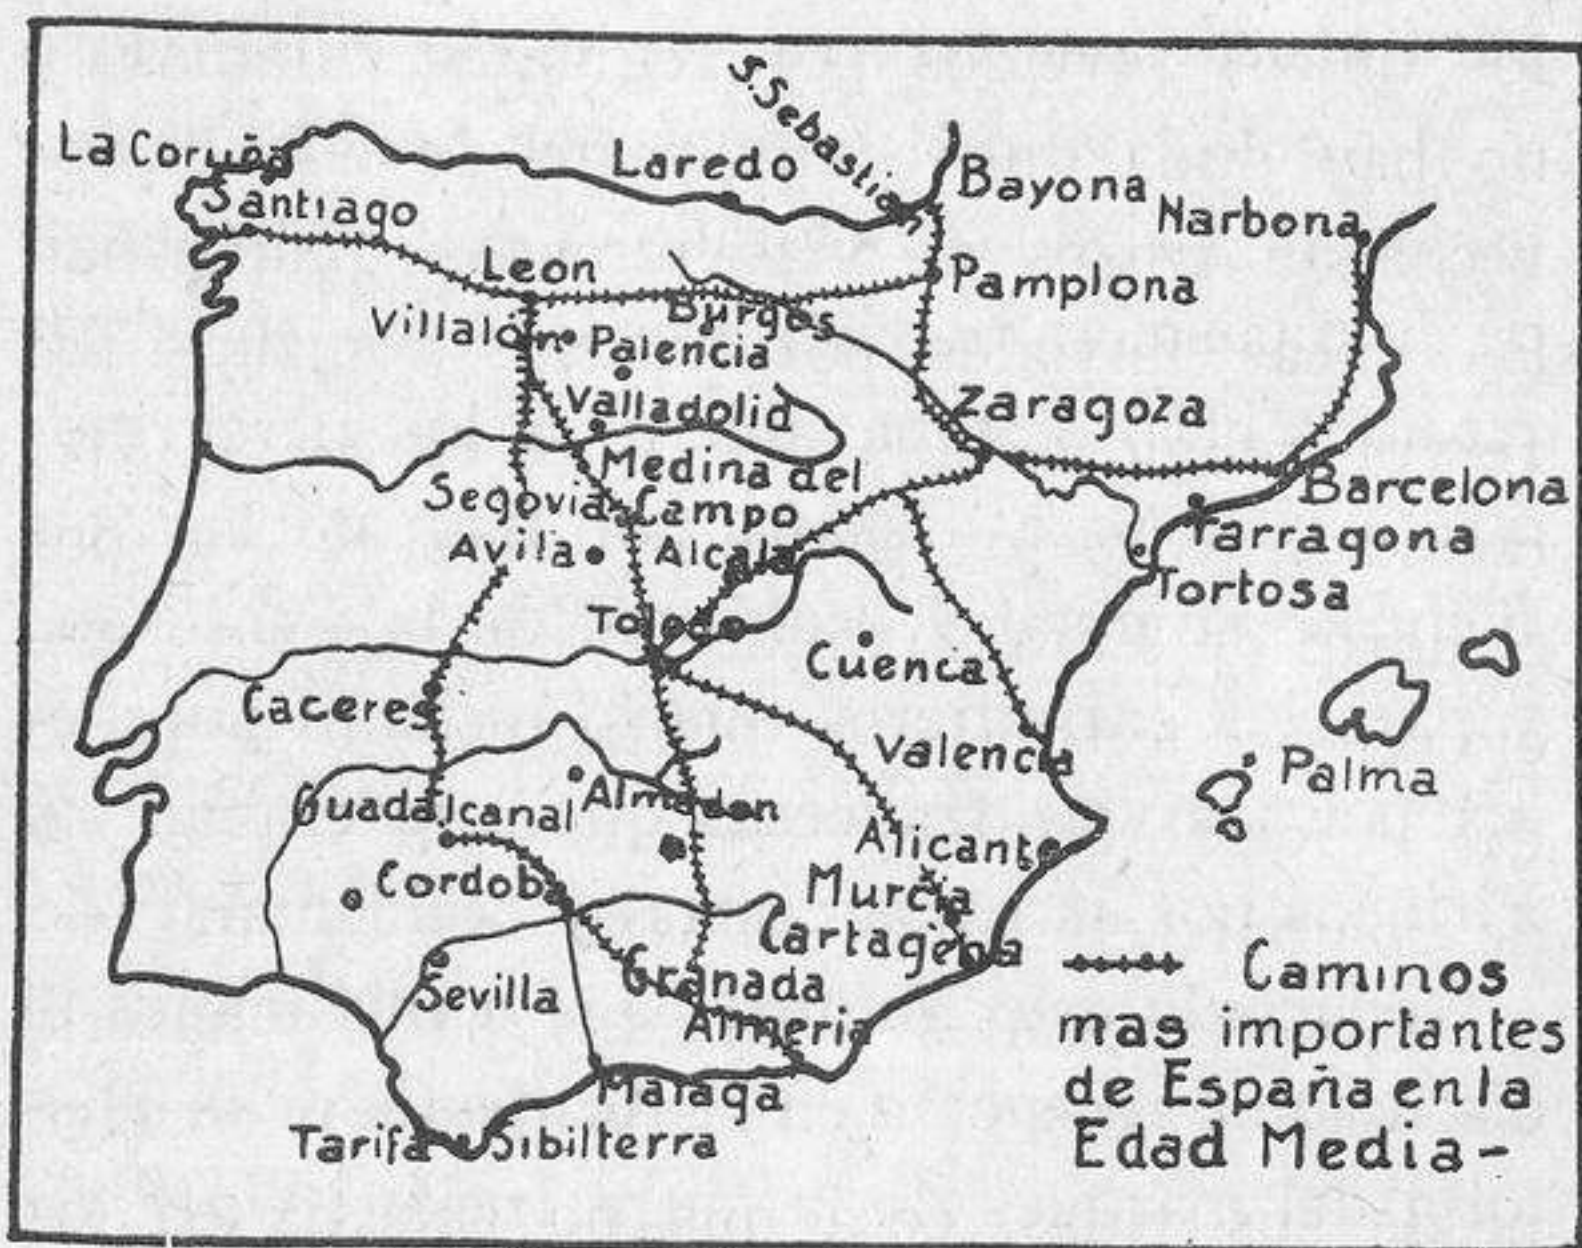 S. Sebastian
La Coruña
Laredo
Bayona
Santiago
Narbona
Leon
Pamplona
Villalón
Burgos
Palencia
Valladolid
Zaragoza
Medina del
Campo
Segovia
Barcelona
Avila
Alcala
Tarragona
Tortosa
Toledo
Cuenca
Caceres
Valencia
Palma
Guadalcanal
Almaden
Alicante
Cordoba
Murcia
Cartagena
Sevilla
Granada
Almeria
Malaga
Tarifa
Sibilterra
Caminos
mas importantes
de España en la
Edad Media-